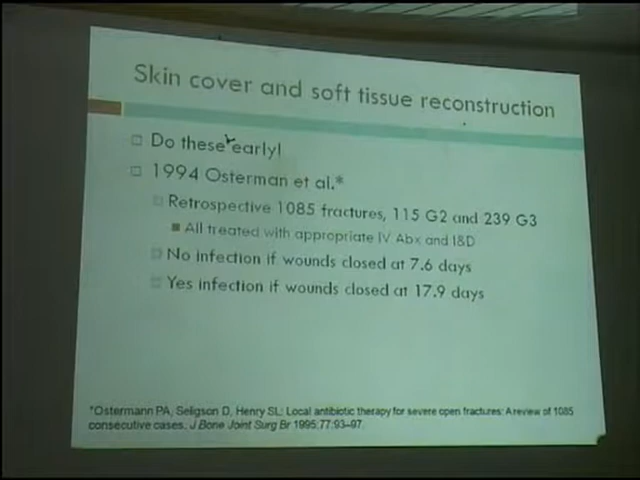 Skin cover and soft tissue reconstruction
Do these early!
1994 Osterman et al.*
Retrospective 1085 fractures, 115 G2 and 239 G3
All treated with appropriate IV Abx and I&D
No infection if wounds closed at 7.6 days
Yes infection if wounds closed at 17.9 days
*Ostermann PA, Seligson D, Henry SL: Local antibiotic therapy for severe open fractures: A review of 1085
consecutive cases. J Bone Joint Surg Br 1995;77:93–97.